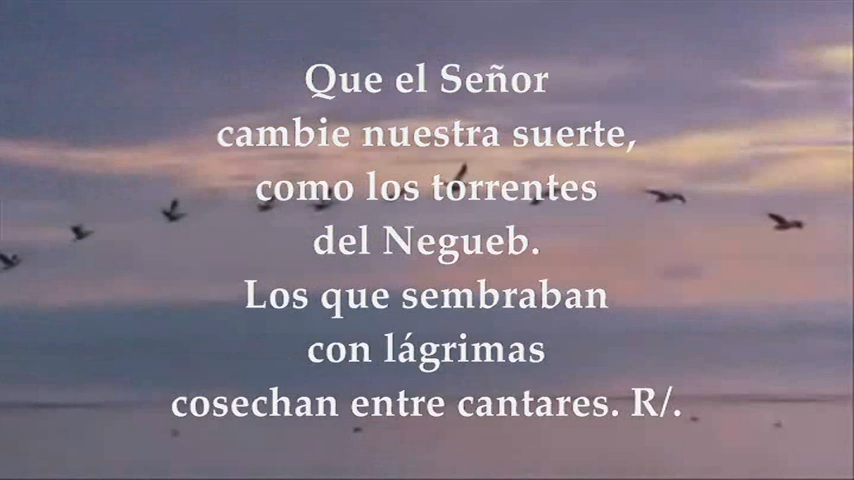 Que el Señor
cambie nuestra suerte,
como los torrentes
del Negueb.
Los que sembraban
con lágrimas
cosechan entre cantares. R/.